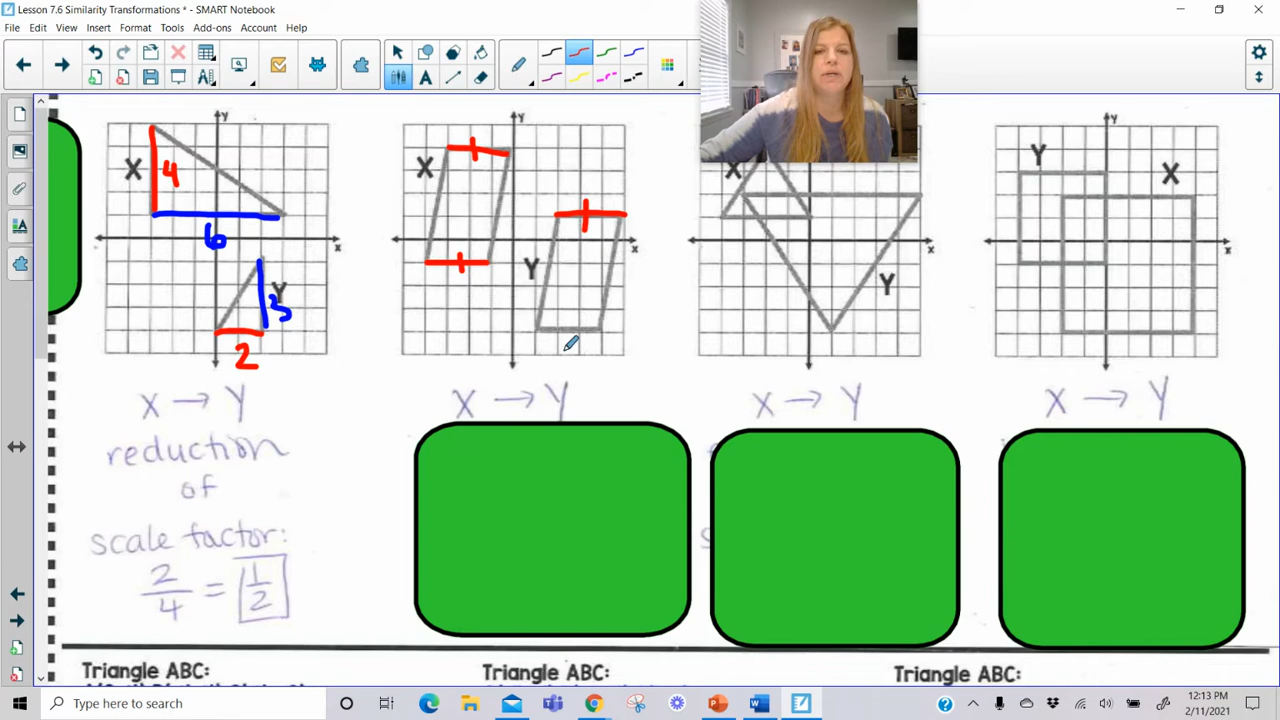 Lesson 7.6 Similarity Transformations * - SMART Notebook
File Edit View Insert Format Tools Add-ons Account Help
y y y
X 4 X X Y X
6 x x x x
Y Y Y
3
2
X → Y X → Y X → Y X → Y
reduction
of
scale factor:
2/4 = 1/2
Triangle ABC: Triangle ABC: Triangle ABC:
Type here to search
12:13 PM
2/11/2021